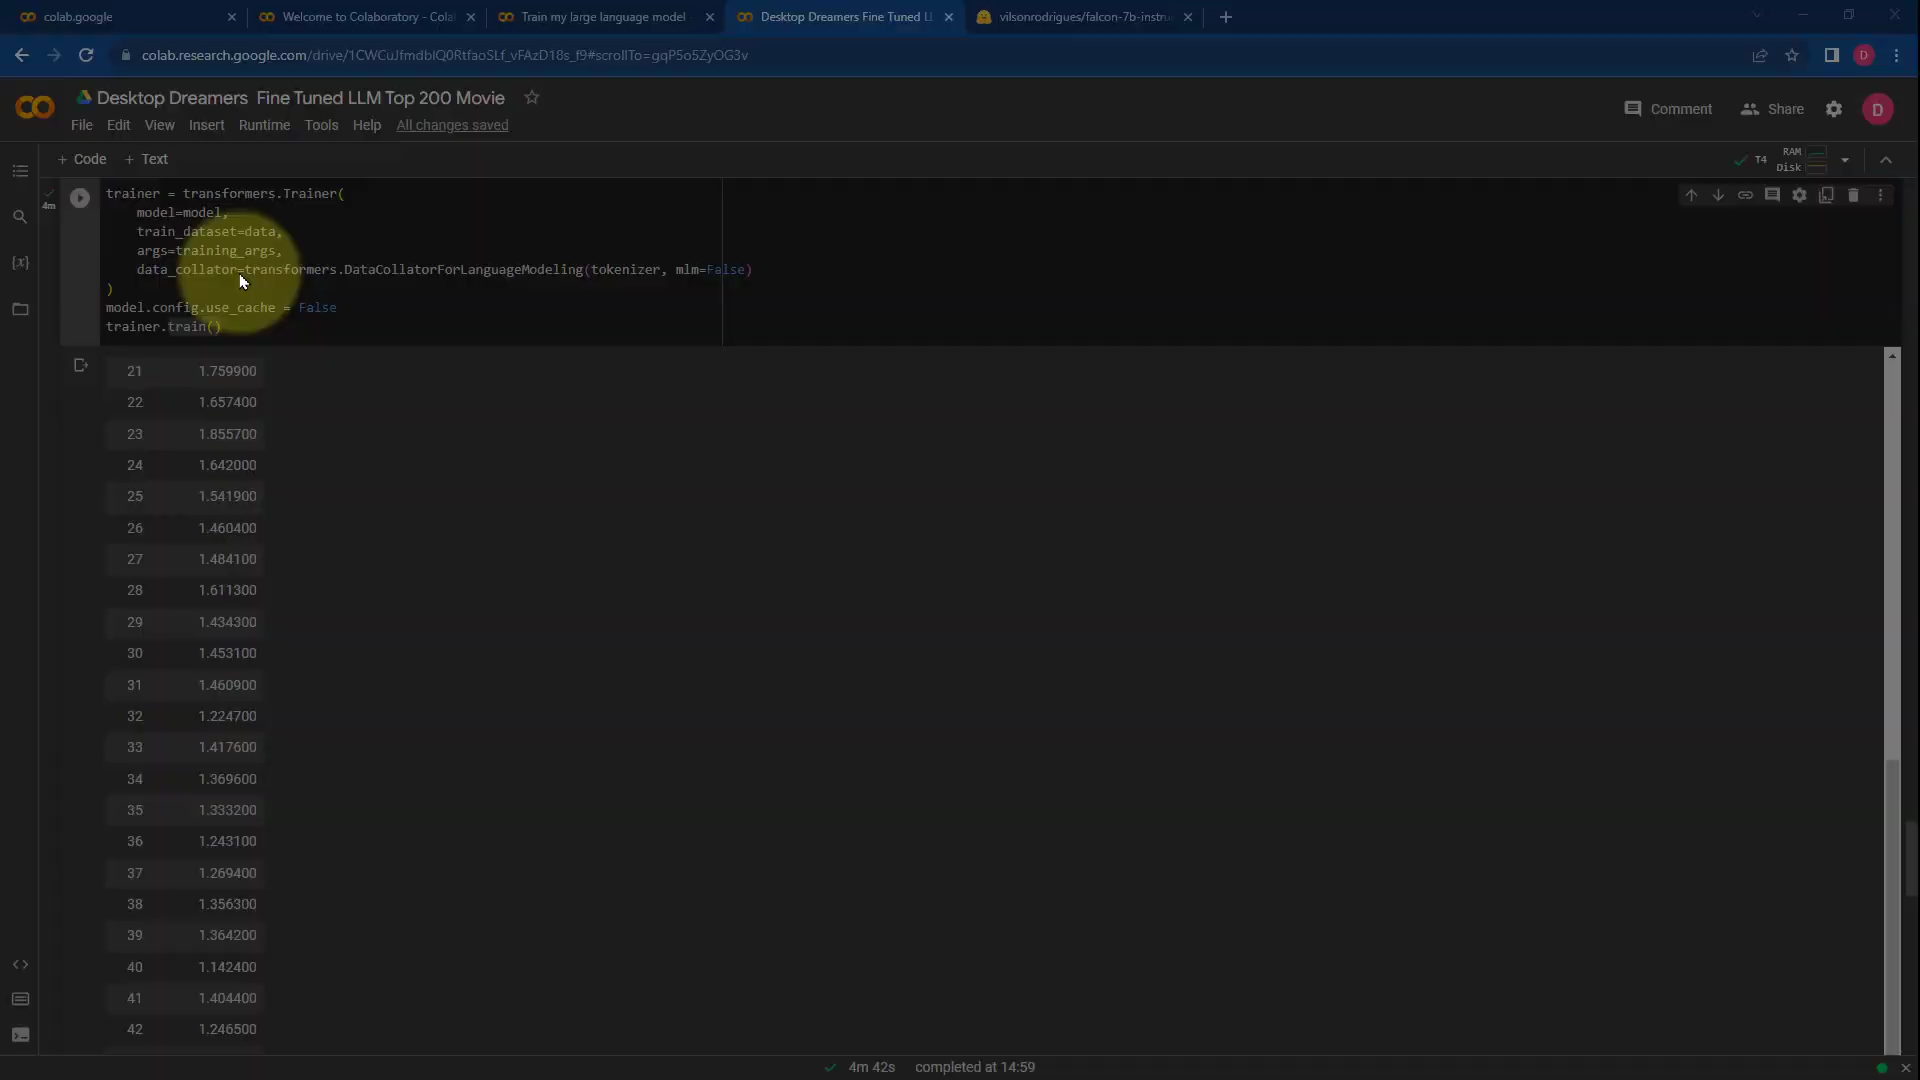 colab.google
Welcome to Colaboratory - Colal
Train my large language model
Desktop Dreamers Fine Tuned LL
vilsonrodrigues/falcon-7b-instru
colab.research.google.com/drive/1CWCuJfmdblQ0RtfaoSLf_vFAzD18s_f9#scrollTo=gqP5o5ZyOG3v
D
Desktop Dreamers Fine Tuned LLM Top 200 Movie
Comment
Share
D
File Edit View Insert Runtime Tools Help All changes saved
+ Code + Text
T4
RAM
Disk
4m
{x}
trainer = transformers.Trainer(
model=model,
train_dataset=data,
args=training_args,
data_collator=transformers.DataCollatorForLanguageModeling(tokenizer, mlm=False)
)
model.config.use_cache = False
trainer.train()
21 1.759900
22 1.657400
23 1.855700
24 1.642000
25 1.541900
26 1.460400
27 1.484100
28 1.611300
29 1.434300
30 1.453100
31 1.460900
32 1.224700
33 1.417600
34 1.369600
35 1.333200
36 1.243100
37 1.269400
38 1.356300
39 1.364200
40 1.142400
41 1.404400
42 1.246500
4m 42s completed at 14:59